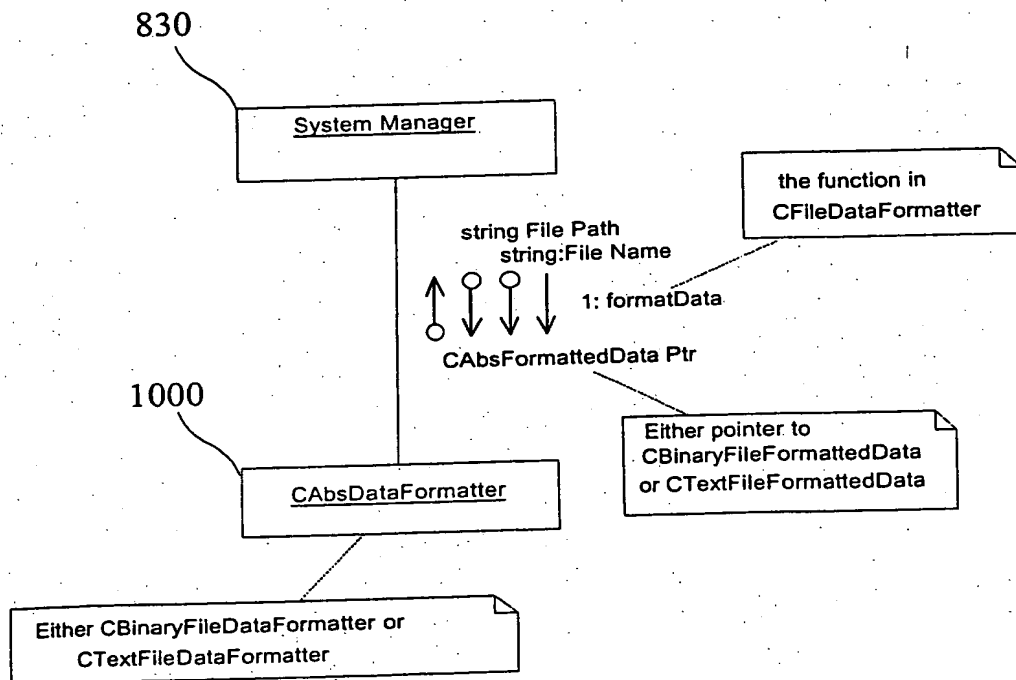 830
System Manager
the function in
CFileDataFormatter
string File Path
string:File Name
1: formatData
CAbsFormattedData Ptr
1000
Either pointer to
CBinaryFileFormattedData
or CTextFileFormattedData
CAbsDataFormatter
Either CBinaryFileDataFormatter or
CTextFileDataFormatter